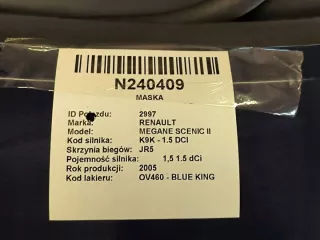 N240409
MASKA
ID Pojazdu: 2997
Marka: RENAULT
Model: MEGANE SCENIC II
Kod silnika: K9K - 1.5 DCI
Skrzynia biegów: JR5
Pojemność silnika: 1,5 1.5 dCi
Rok produkcji: 2005
Kod lakieru: OV460 - BLUE KING